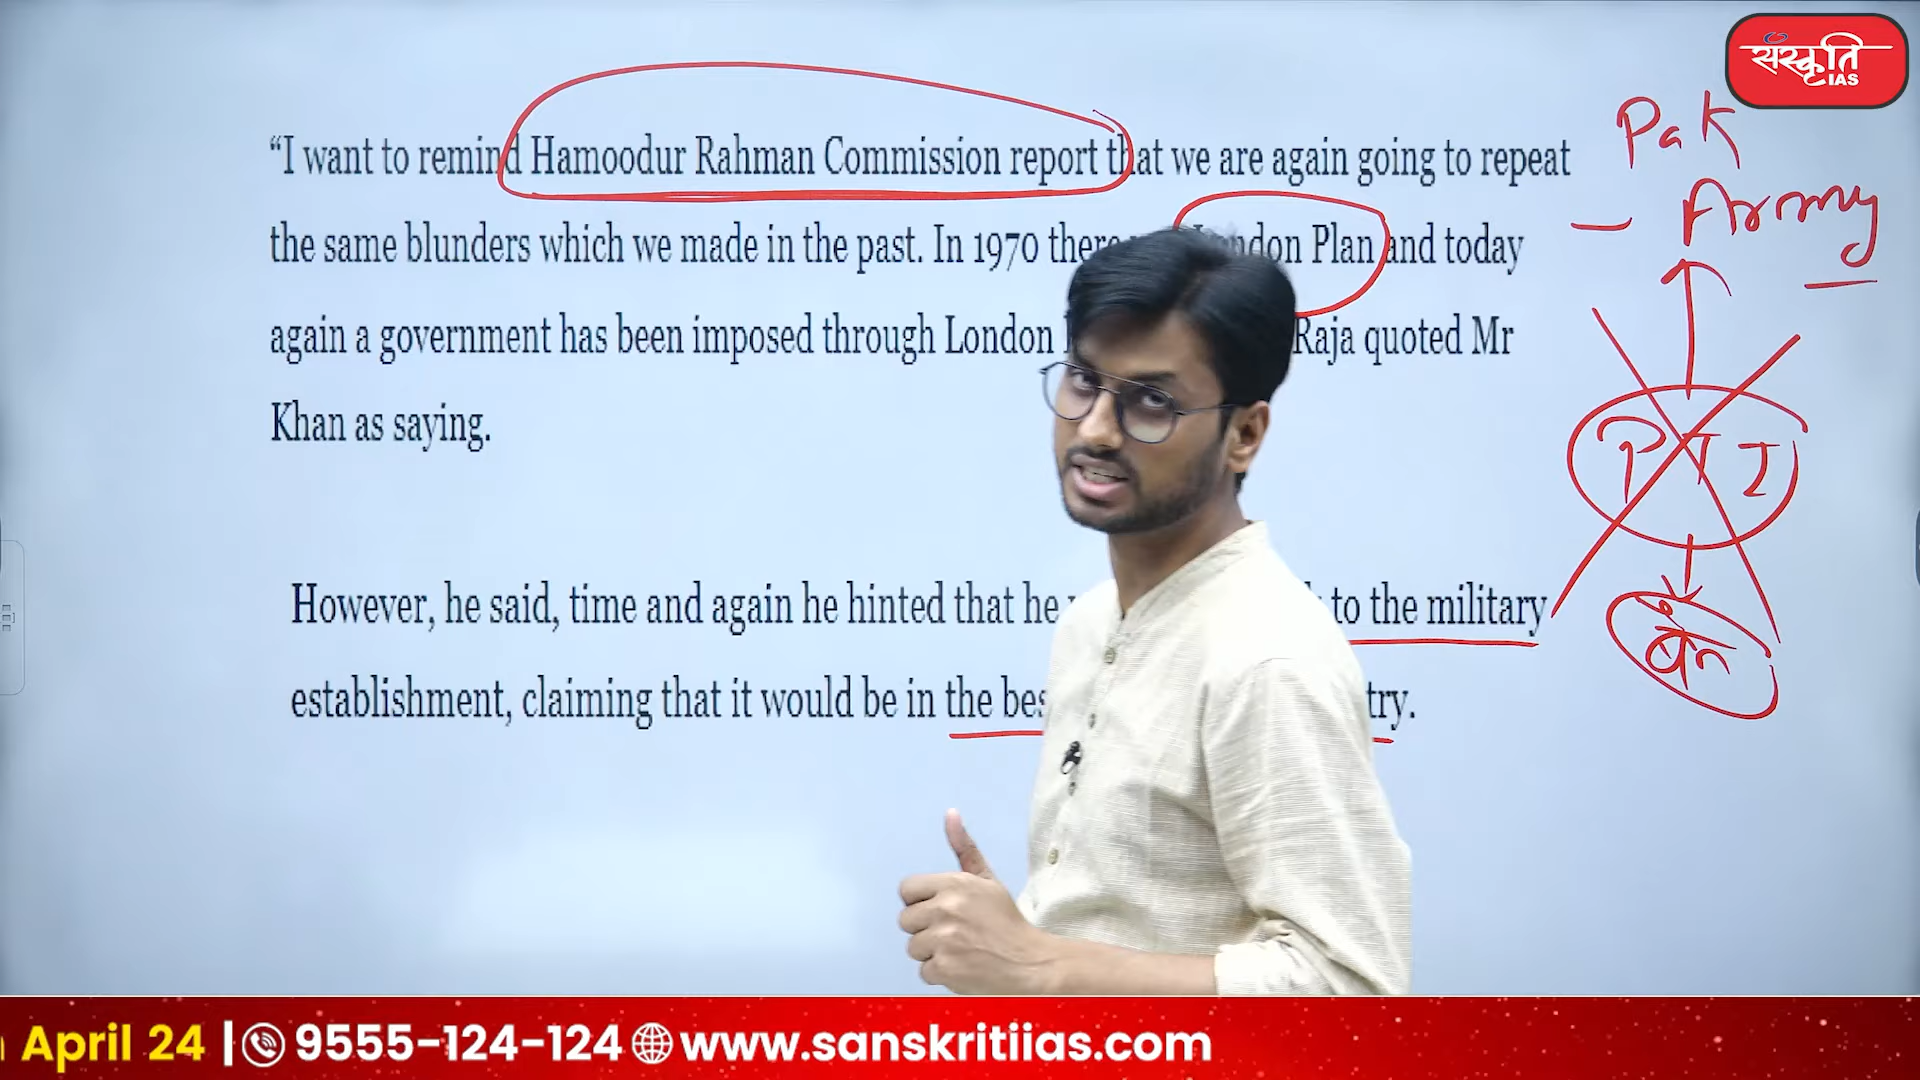 संस्कृति
IAS
“I want to remind Hamoodur Rahman Commission report that we are again going to repeat
the same blunders which we made in the past. In 1970 there London Plan and today
again a government has been imposed through London Raja quoted Mr
Khan as saying.
However, he said, time and again he hinted that he to the military
establishment, claiming that it would be in the
Pak
- Army
PTI
बैन
April 24 | 9555-124-124 www.sanskritiias.com